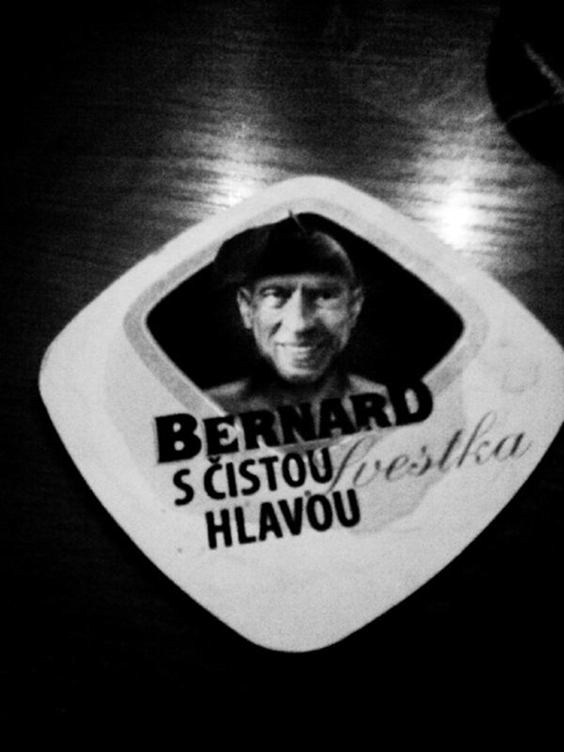 BERNARD
S ČISTOU Švestka
HLAVOU